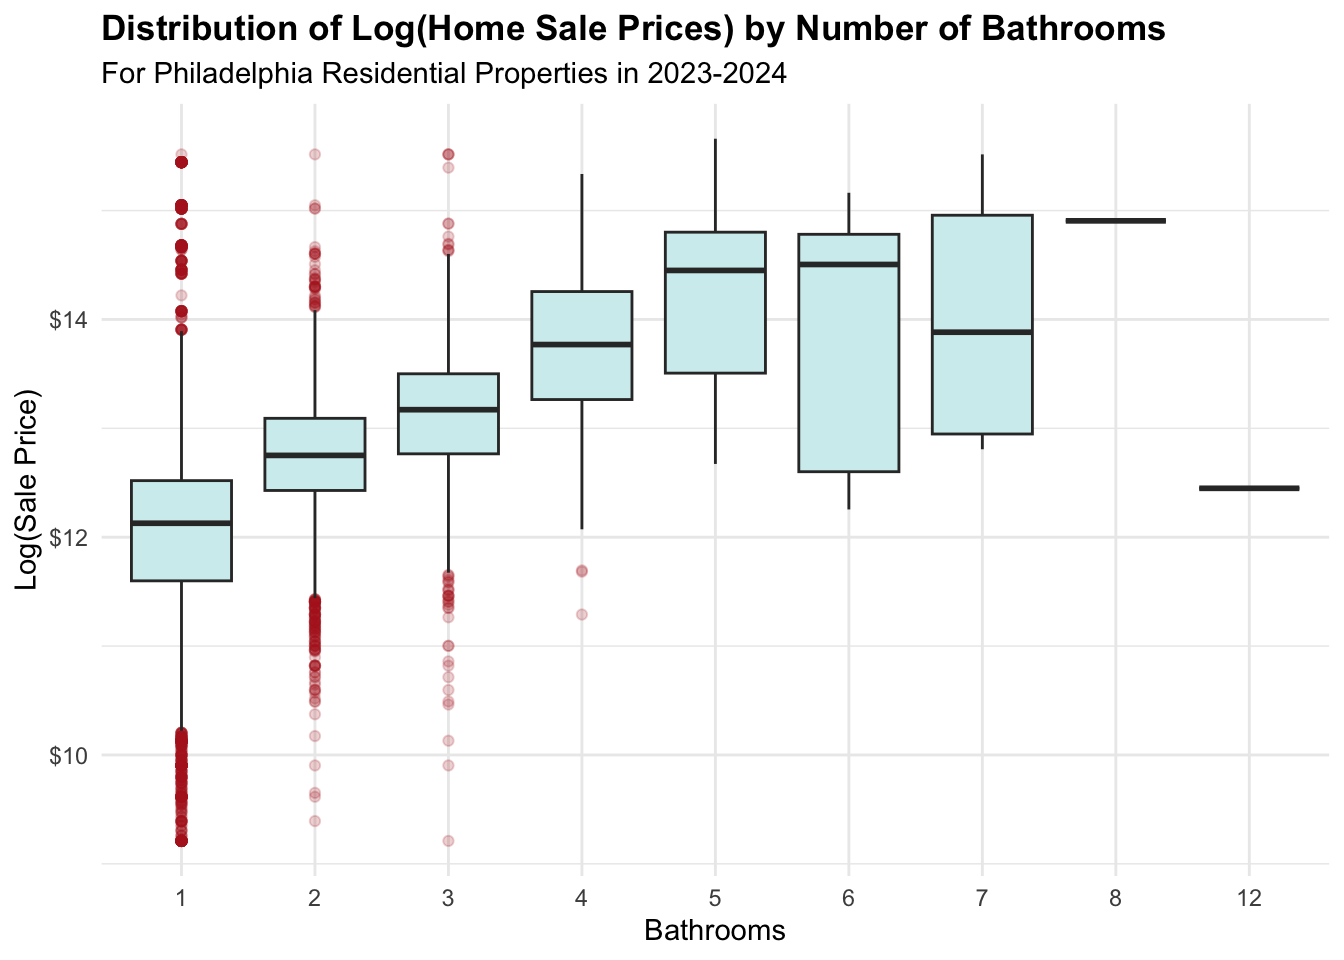 Distribution of Log(Home Sale Prices) by Number of Bathrooms
For Philadelphia Residential Properties in 2023-2024
Log(Sale Price)
$14
$12
$10
1 2 3 4 5 6 7 8 12
Bathrooms